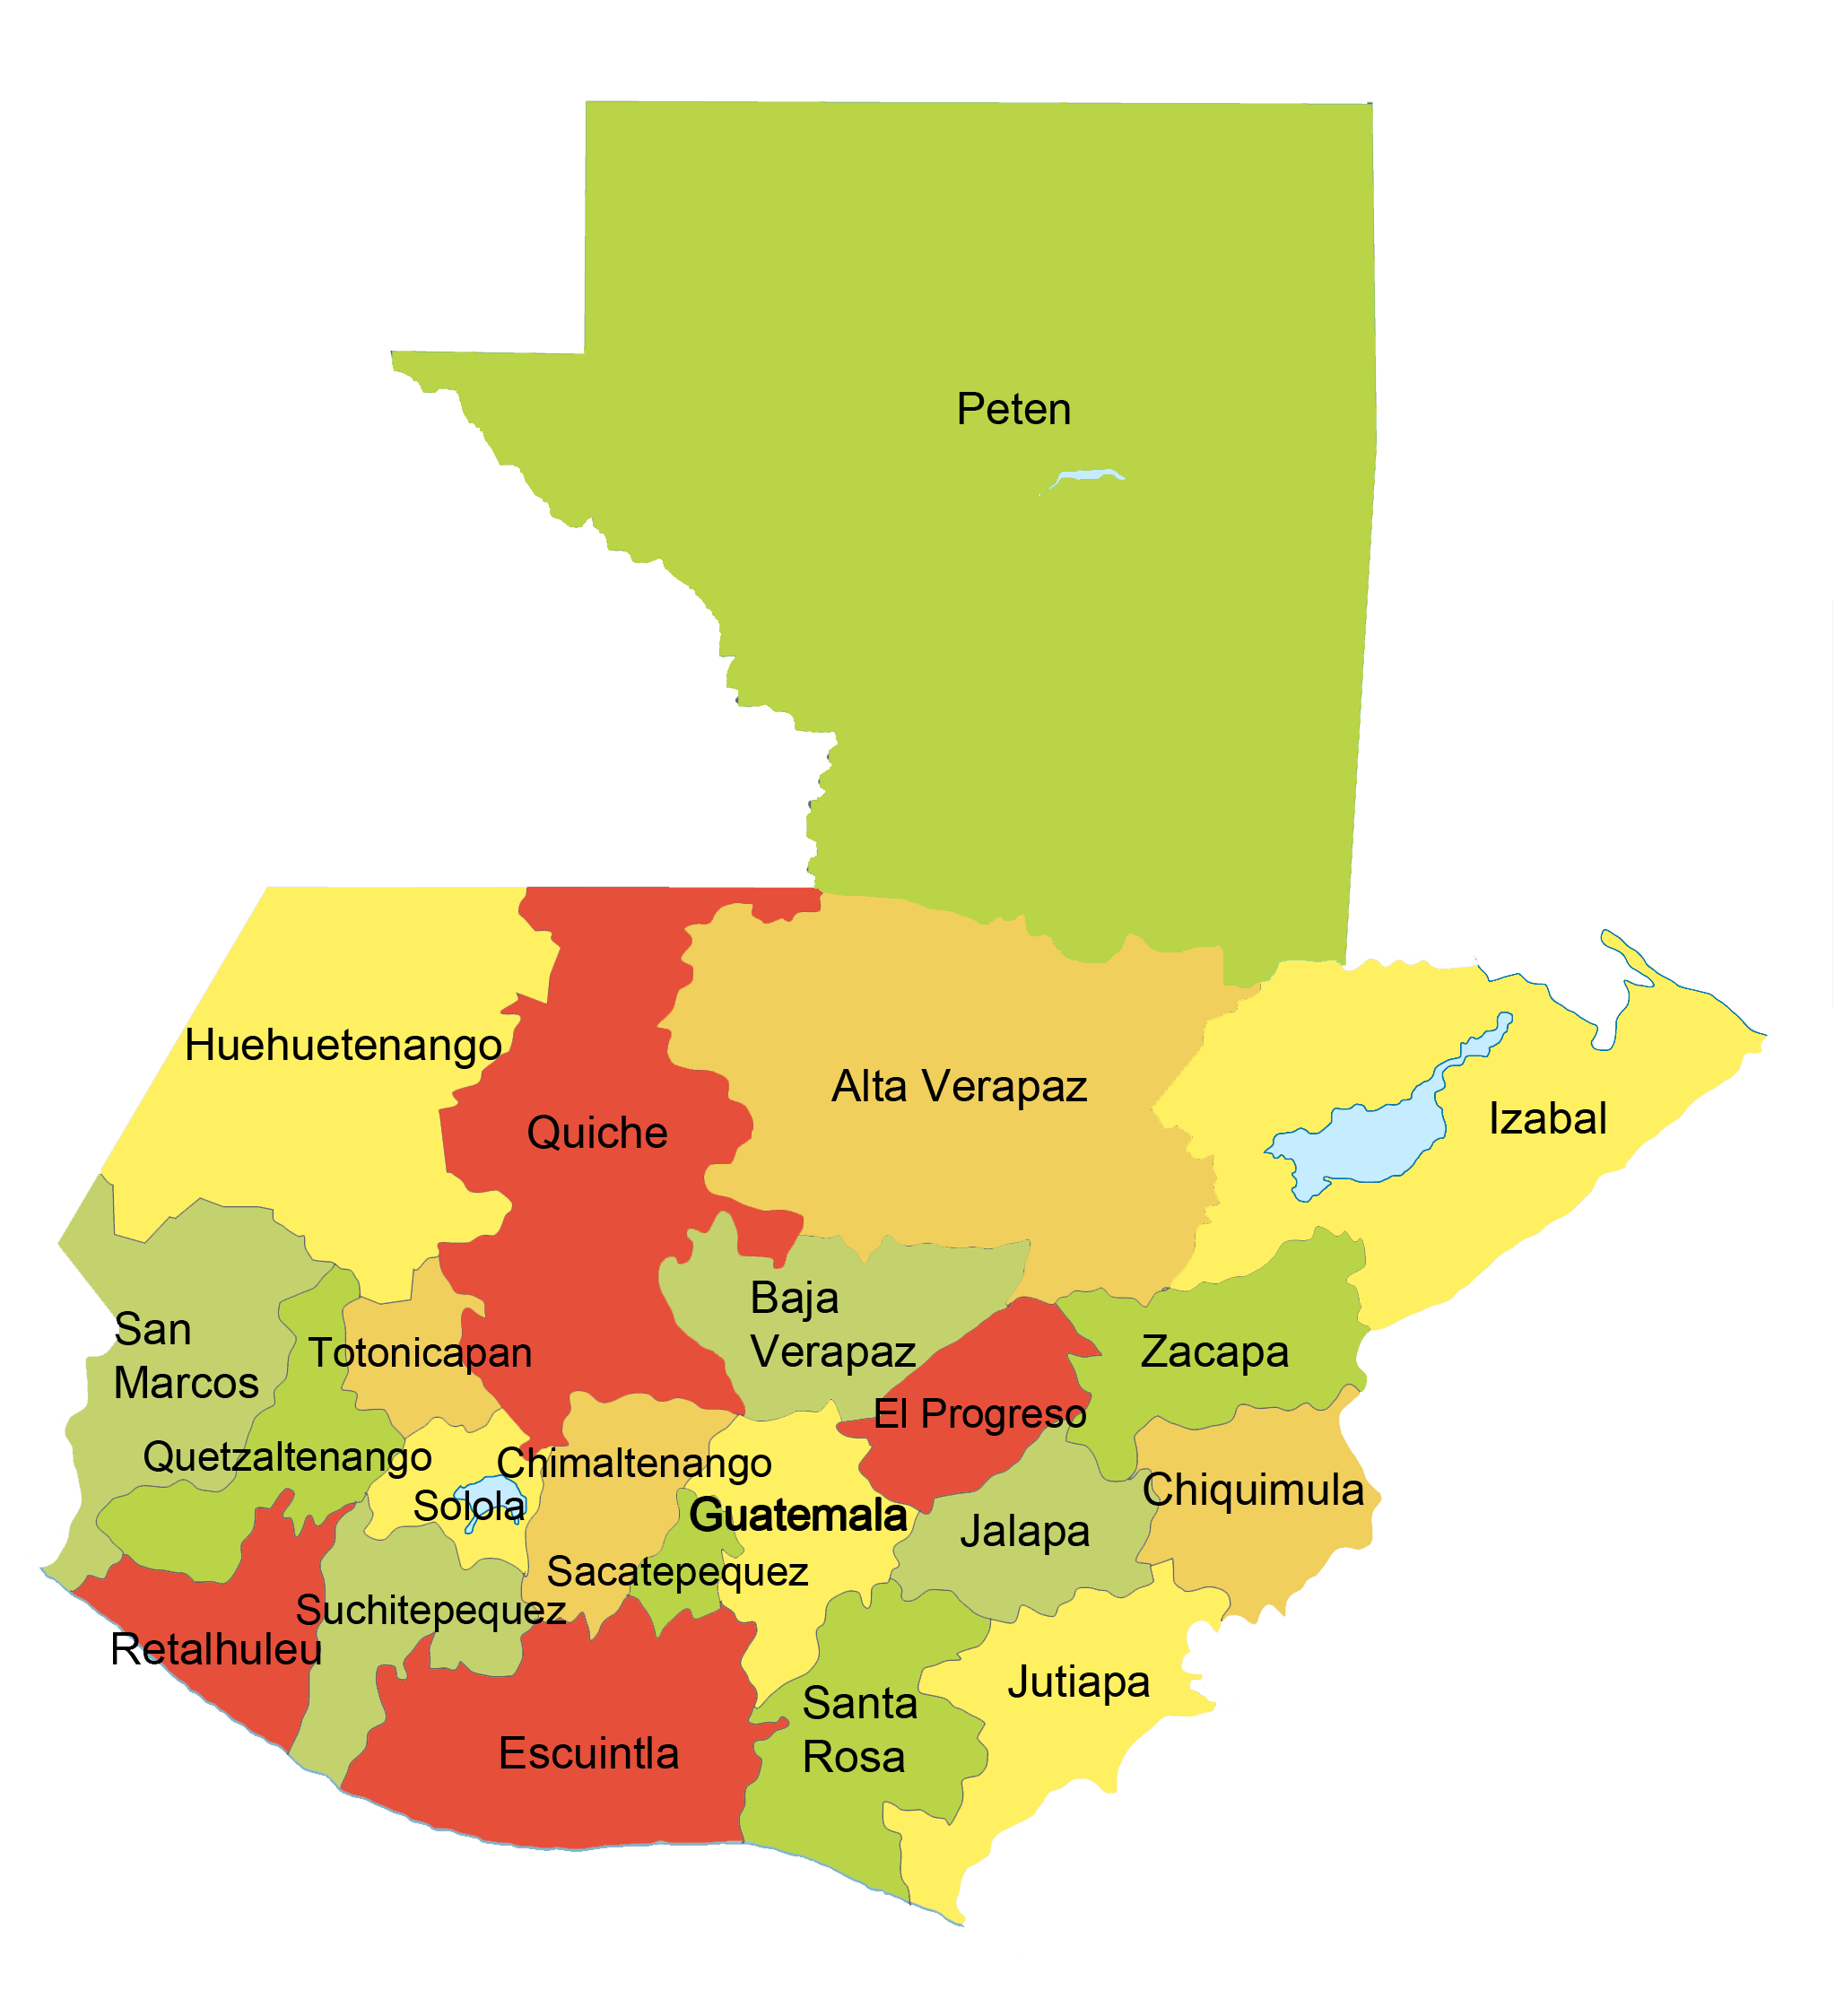 Peten
Huehuetenango
Quiche
Alta Verapaz
Izabal
San
Marcos
Totonicapan
Baja
Verapaz
Zacapa
Quetzaltenango
El Progreso
Solola
Chimaltenango
Guatemala
Jalapa
Chiquimula
Sacatepequez
Suchitepequez
Retalhuleu
Escuintla
Santa
Rosa
Jutiapa